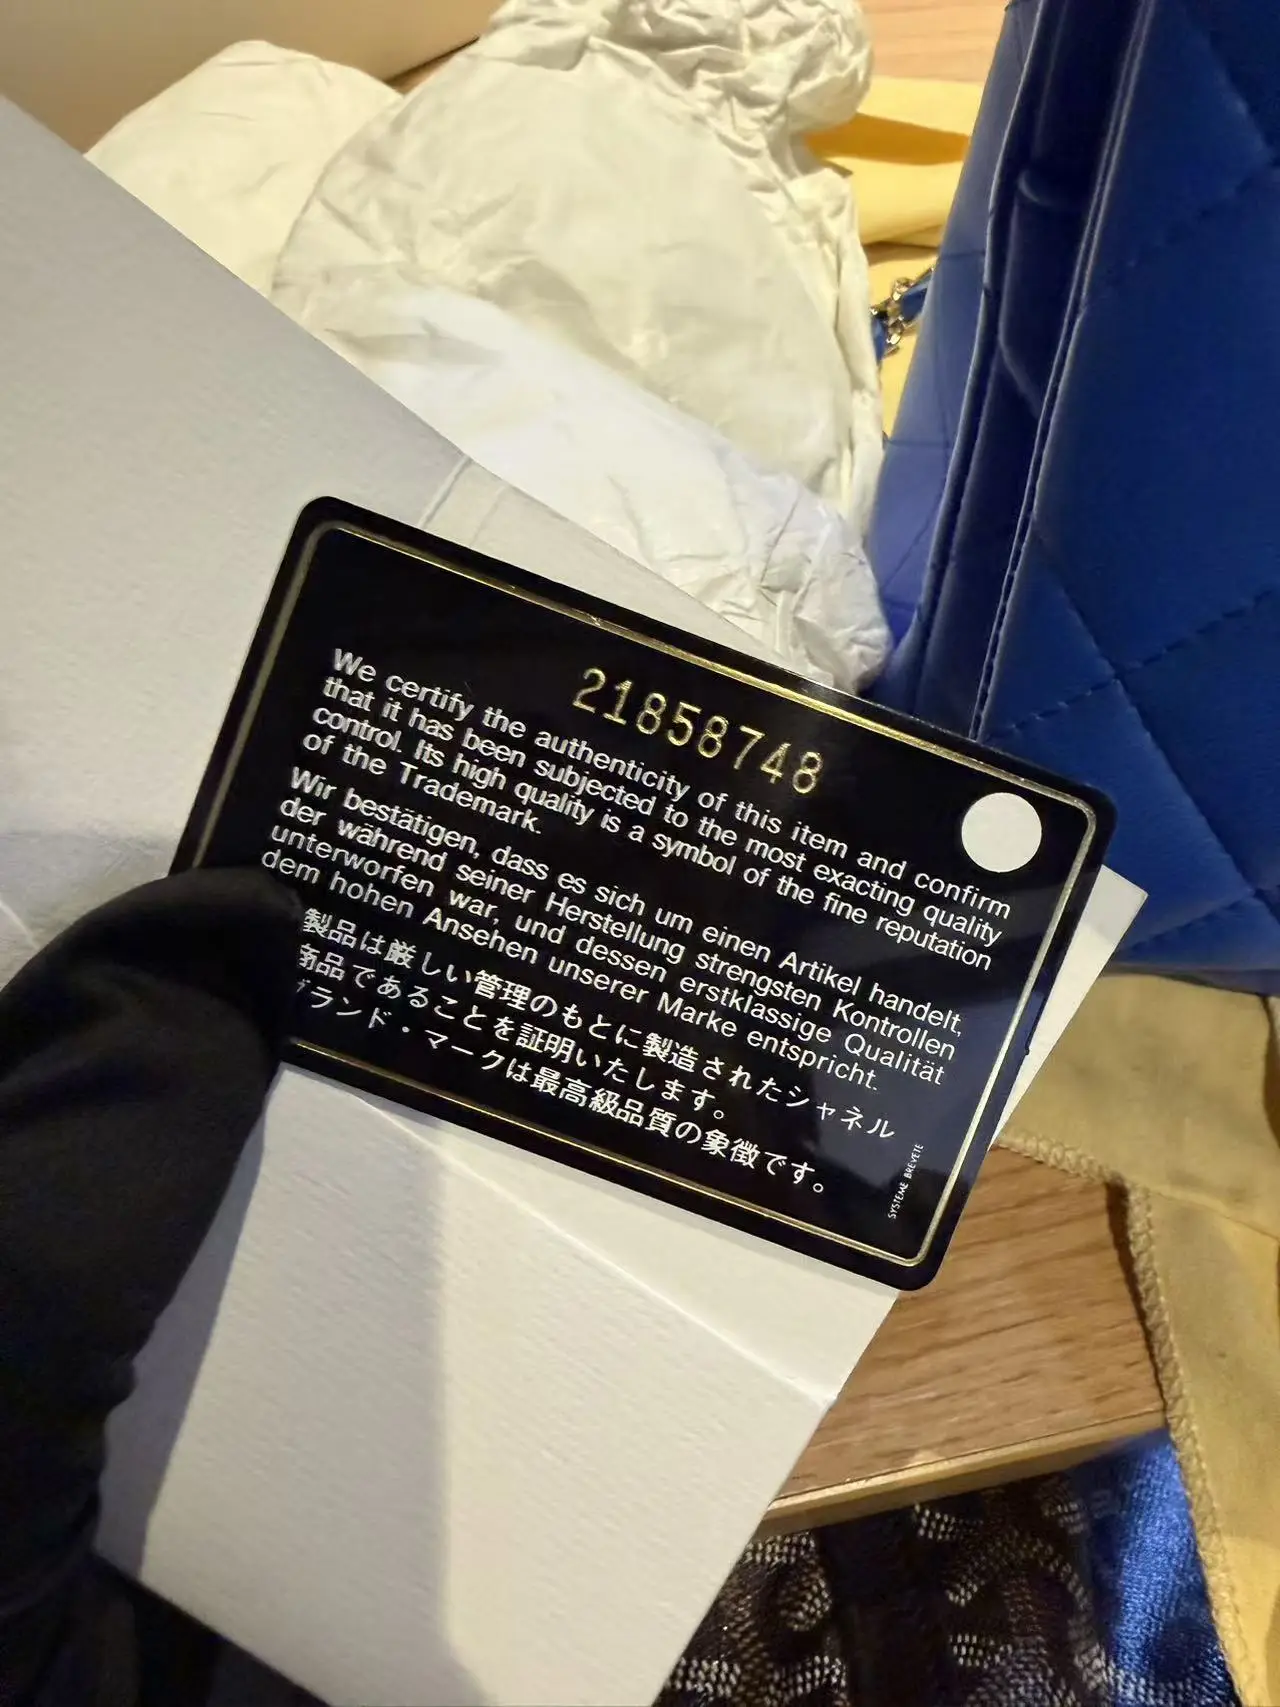 21858748
We certify the authenticity of this item and confirm
that it has been subjected to the most exacting quality
control. Its high quality is a symbol of the fine reputation
of the Trademark.
Wir bestätigen, dass es sich um einen Artikel handelt,
der während seiner Herstellung strengsten Kontrollen
unterworfen war, und dessen erstklassige Qualität
dem hohen Ansehen unserer Marke entspricht.
製品は厳しい管理のもとに製造されたシャネル
商品であることを証明いたします。
ブランド・マークは最高級品質の象徴です。
SYSTEME BREVETE